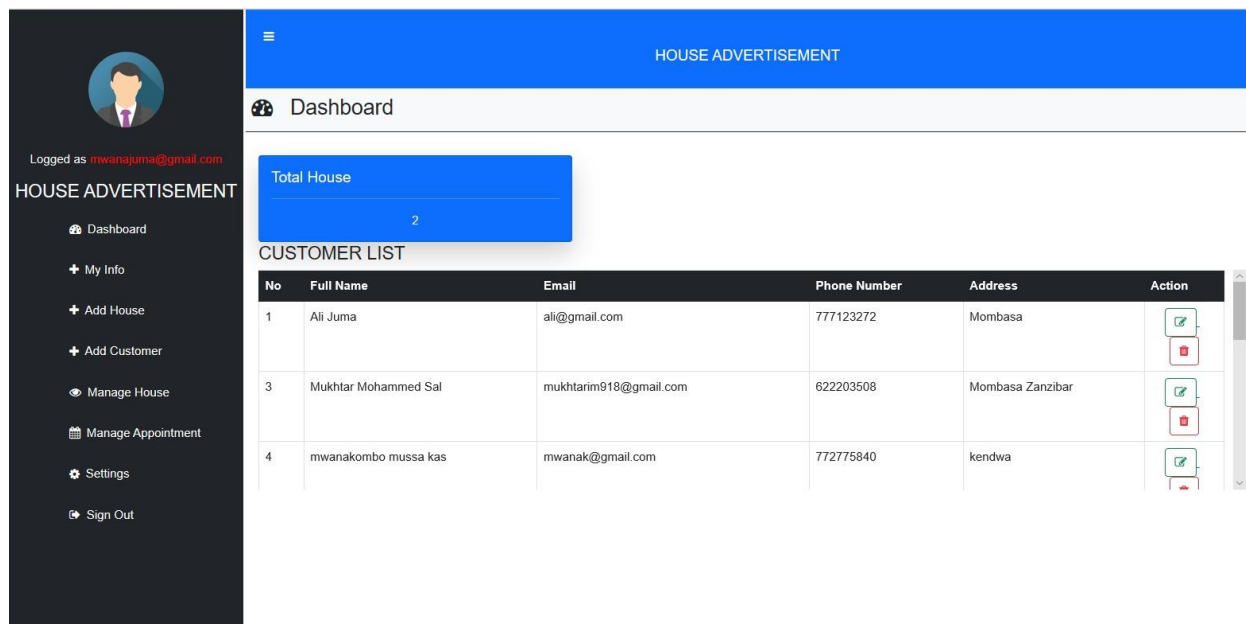 HOUSE ADVERTISEMENT
Dashboard
Logged as mwanajuma@gmail.com
HOUSE ADVERTISEMENT
Dashboard
My Info
Add House
Add Customer
Manage House
Manage Appointment
Settings
Sign Out
Total House
2
CUSTOMER LIST
No Full Name Email Phone Number Address Action
1 Ali Juma ali@gmail.com 777123272 Mombasa
3 Mukhtar Mohammed Sal mukhtarim918@gmail.com 622203508 Mombasa Zanzibar
4 mwanakombo mussa kas mwanak@gmail.com 772775840 kendwa